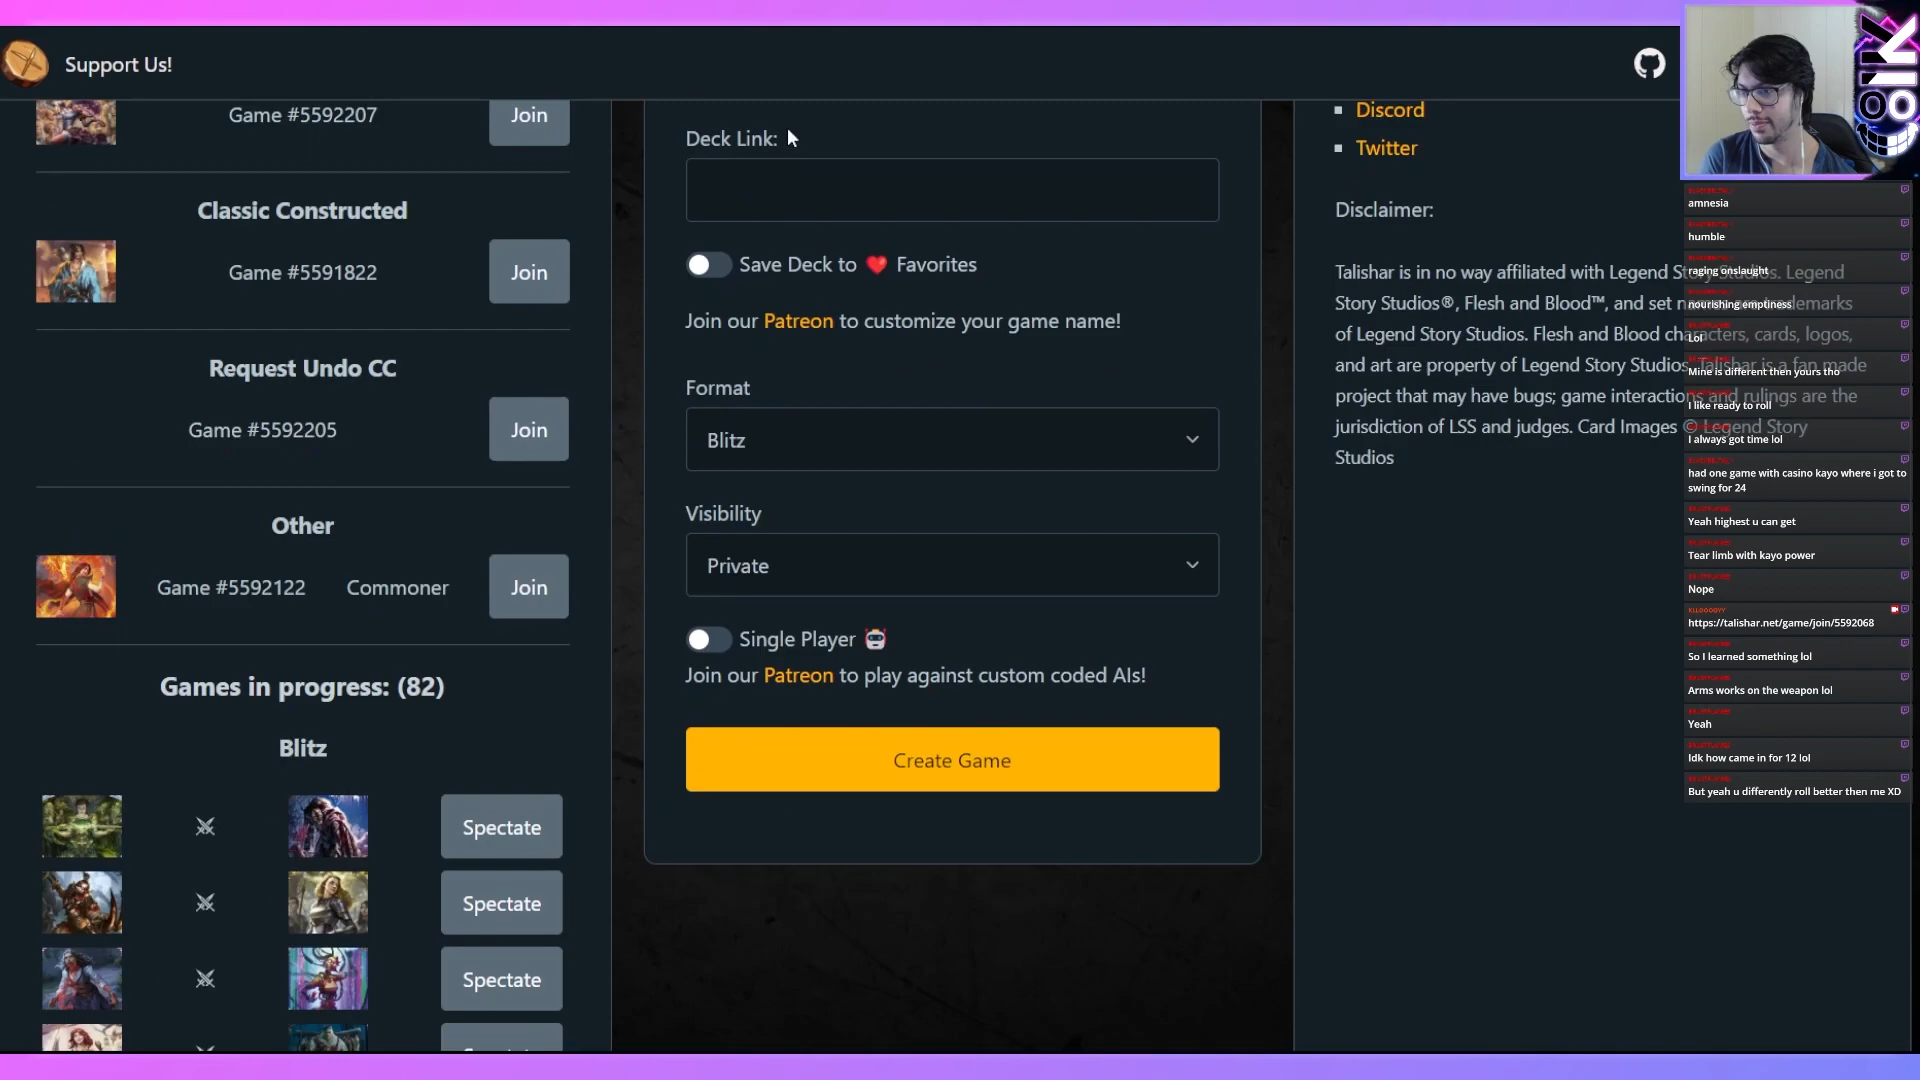 Support Us!
Game #5592207
Join
Classic Constructed
Game #5591822
Join
Request Undo CC
Game #5592205
Join
Other
Game #5592122
Commoner
Join
Games in progress: (82)
Blitz
Spectate
Spectate
Spectate
Deck Link:
Save Deck to ❤️ Favorites
Join our Patreon to customize your game name!
Format
Blitz
Visibility
Private
Single Player
Join our Patreon to play against custom coded AIs!
Create Game
Discord
Twitter
Disclaimer:
Talishar is in no way affiliated with Legend Story Studios. Legend
Story Studios®, Flesh and Blood™, and set names are trademarks
of Legend Story Studios. Flesh and Blood characters, cards, logos,
and art are property of Legend Story Studios. Talishar is a fan made
project that may have bugs; game interactions and rulings are the
jurisdiction of LSS and judges. Card Images © Legend Story
Studios
amnesia
humble
raging onslaught
nourishing emptiness
Lol
Mine is different then yours tho
I like ready to roll
I always got time lol
had one game with casino kayo where i got to
swing for 24
Yeah highest u can get
Tear limb with kayo power
Nope
https://talishar.net/game/join/5592068
So I learned something lol
Arms works on the weapon lol
Yeah
Idk how came in for 12 lol
But yeah u differently roll better then me XD